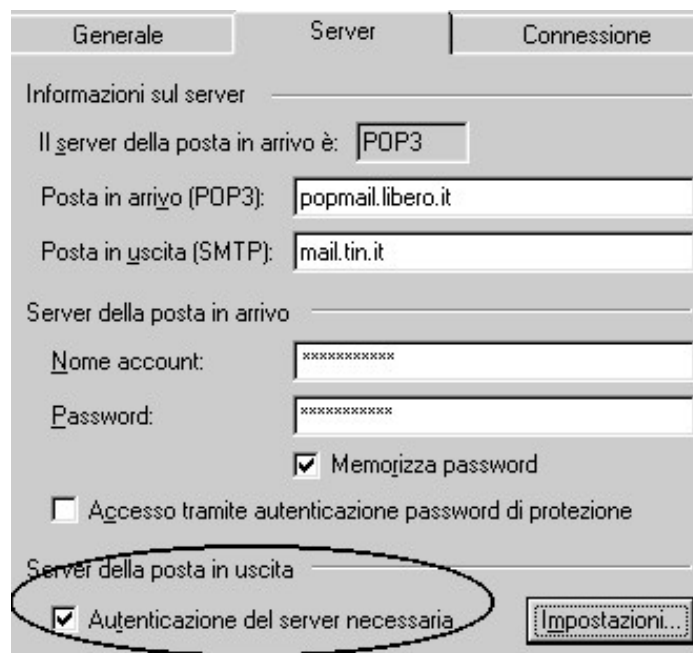 Generale Server Connessione
Informazioni sul server
Il server della posta in arrivo è: POP3
Posta in arrivo (POP3): popmail.libero.it
Posta in uscita (SMTP): mail.tin.it
Server della posta in arrivo
Nome account: ***********
Password: ***********
Memorizza password
Accesso tramite autenticazione password di protezione
Server della posta in uscita
Autenticazione del server necessaria Impostazioni...